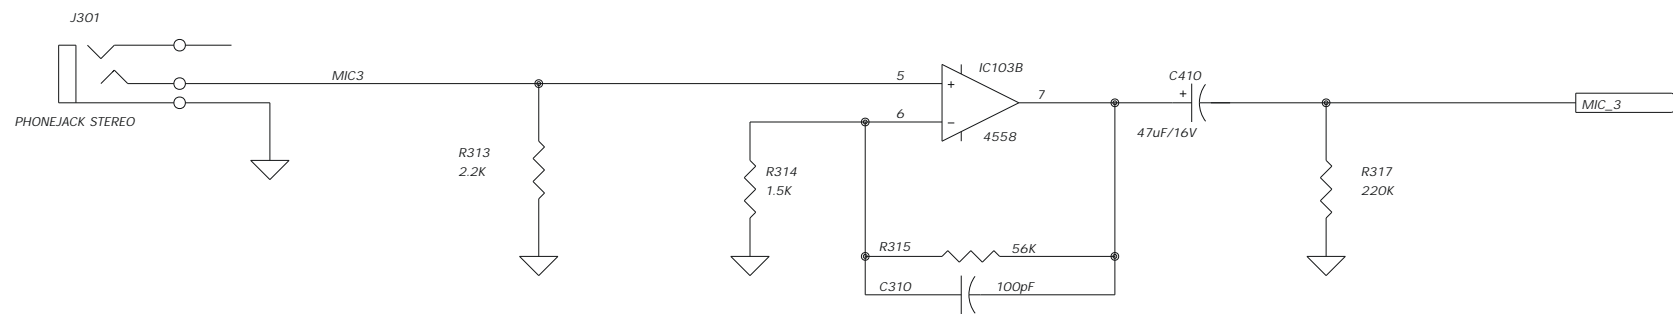 J301
PHONEJACK STEREO
MIC3
R313
2.2K
5
6
+
−
IC103B
4558
7
R314
1.5K
R315
56K
C310
100pF
C410
+
47uF/16V
R317
220K
MIC_3